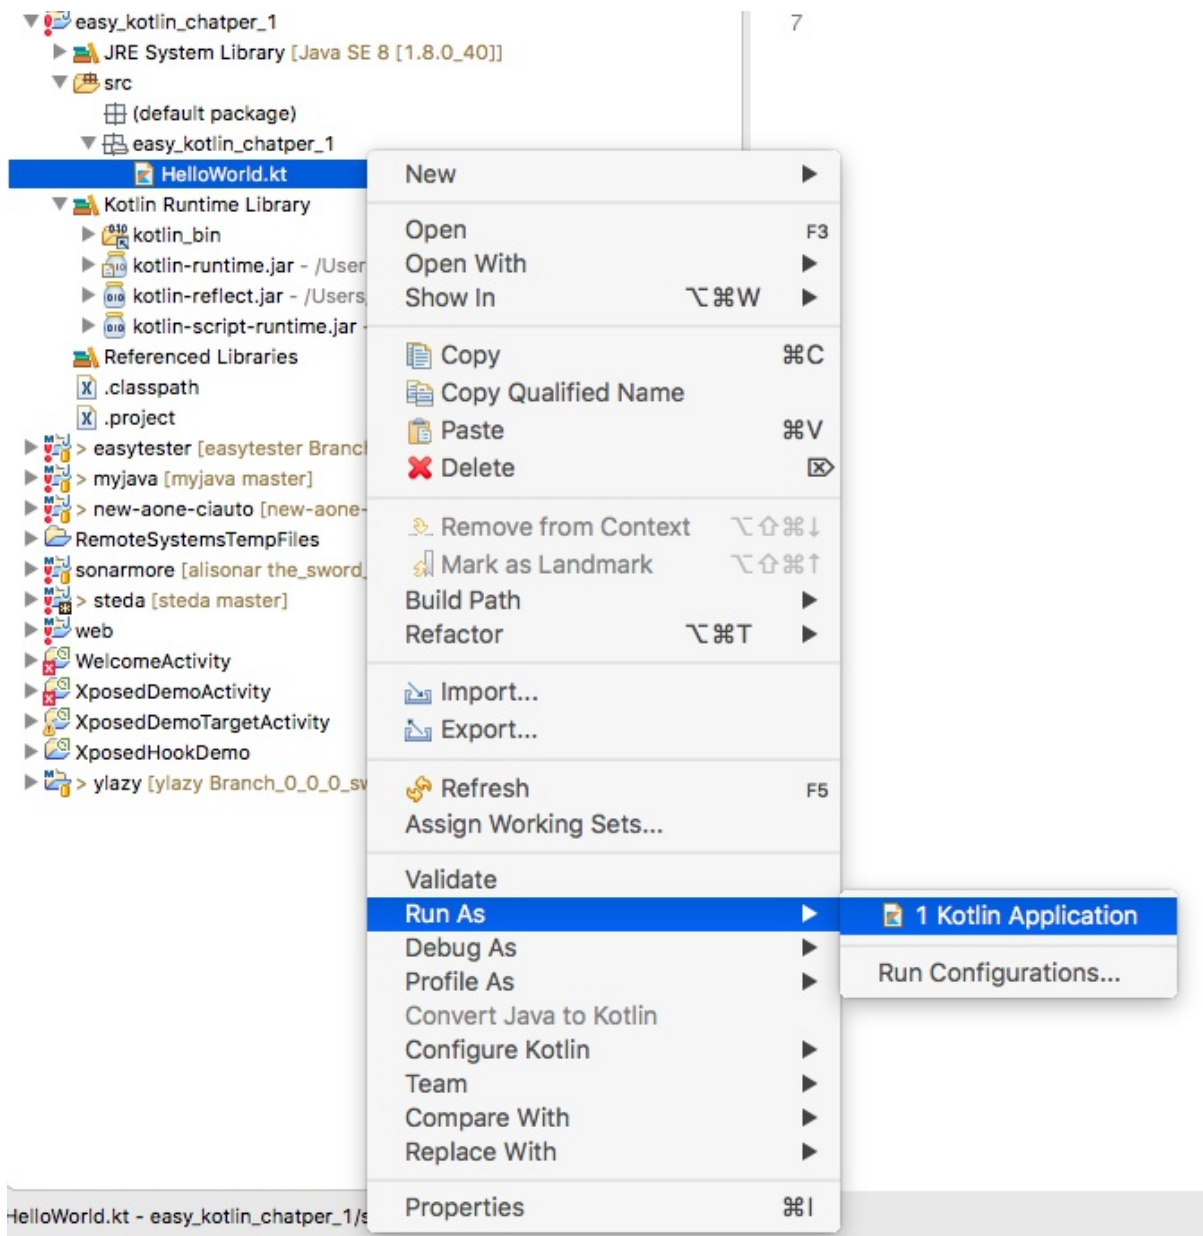 easy_kotlin_chatper_1
7
JRE System Library [Java SE 8 [1.8.0_40]]
src
(default package)
easy_kotlin_chatper_1
HelloWorld.kt
Kotlin Runtime Library
kotlin_bin
kotlin-runtime.jar - /User
kotlin-reflect.jar - /Users
kotlin-script-runtime.jar -
Referenced Libraries
.classpath
.project
> easytester [easytester Branc
> myjava [myjava master]
> new-aone-ciauto [new-aone-
RemoteSystemsTempFiles
sonarmore [alisonar the_sword_
> steda [steda master]
web
WelcomeActivity
XposedDemoActivity
XposedDemoTargetActivity
XposedHookDemo
> ylazy [ylazy Branch_0_0_0_sw
New
Open F3
Open With
Show In ⌥⌘W
Copy ⌘C
Copy Qualified Name
Paste ⌘V
Delete ⌦
Remove from Context ⌥⇧⌘↓
Mark as Landmark ⌥⇧⌘↑
Build Path
Refactor ⌥⌘T
Import...
Export...
Refresh F5
Assign Working Sets...
Validate
Run As
1 Kotlin Application
Debug As
Run Configurations...
Profile As
Convert Java to Kotlin
Configure Kotlin
Team
Compare With
Replace With
Properties ⌘I
HelloWorld.kt - easy_kotlin_chatper_1/s